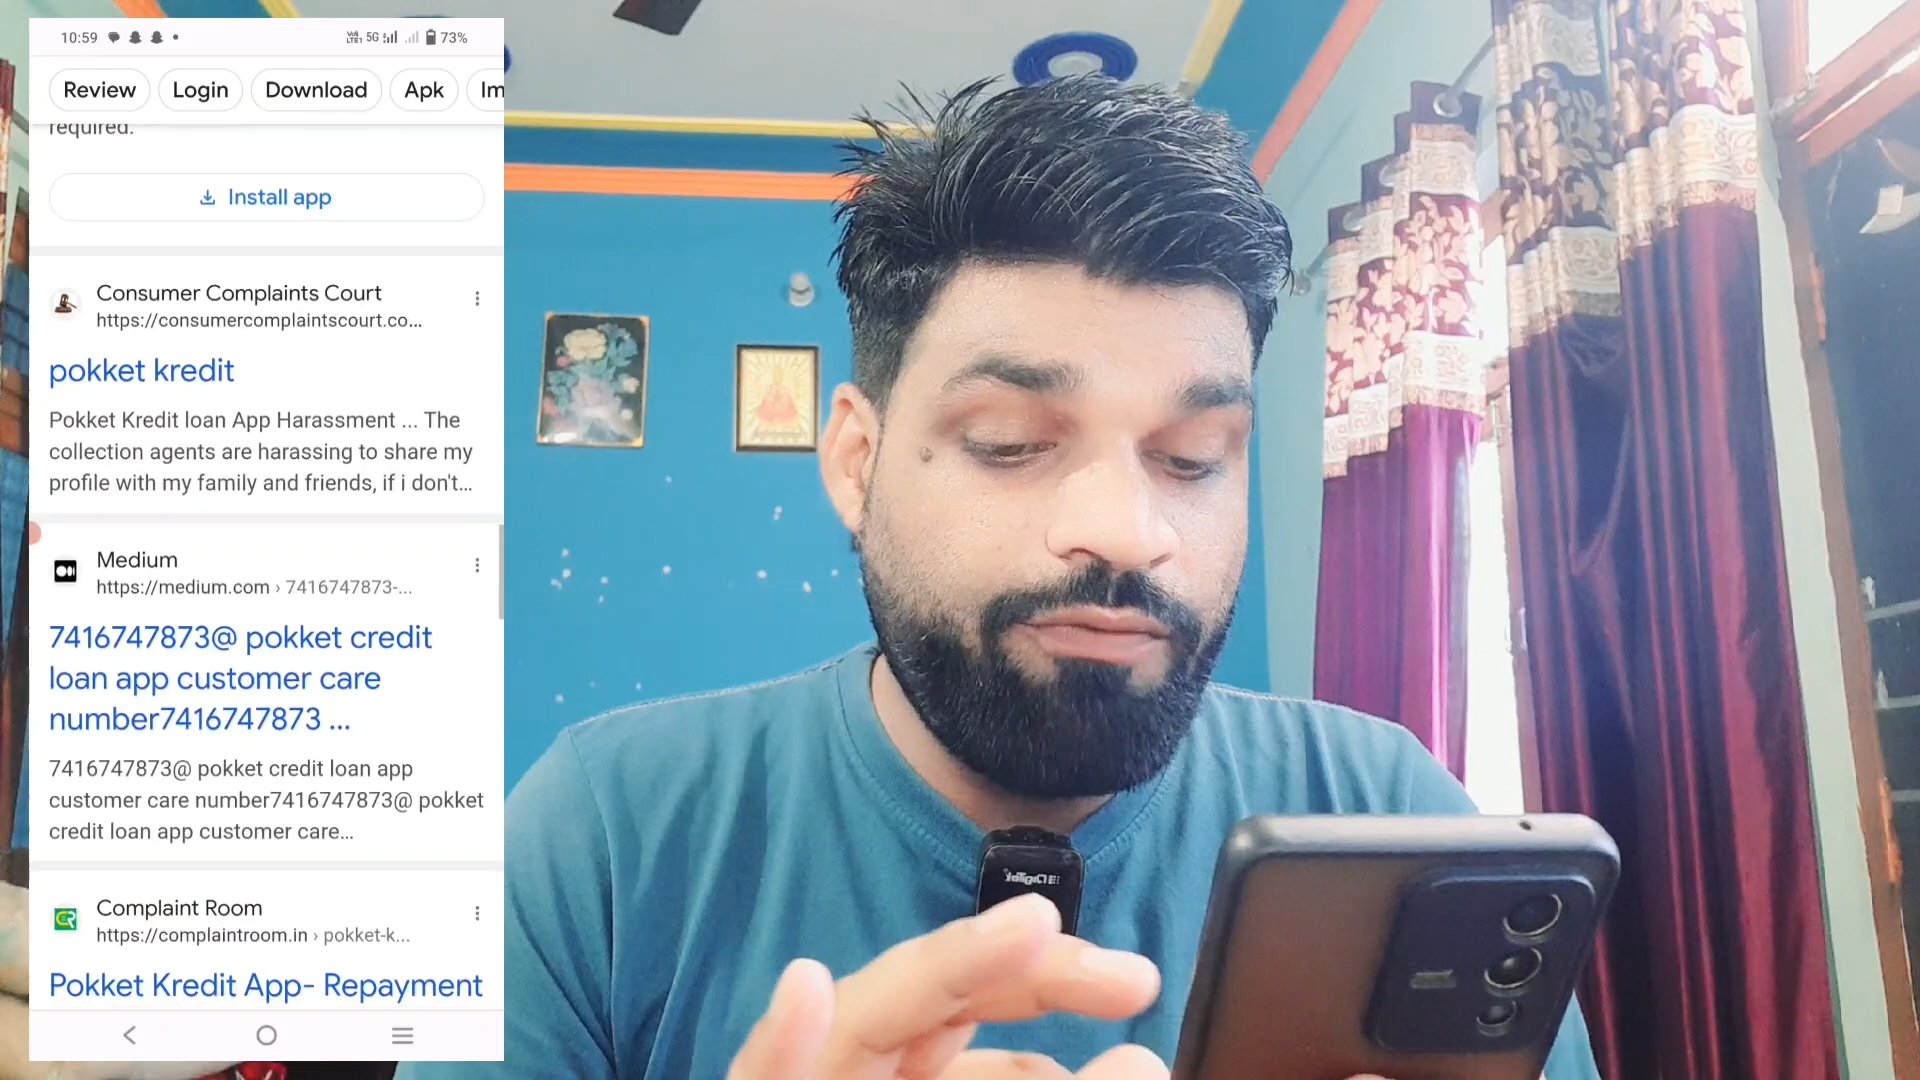 10:59
5G
73%
Review
Login
Download
Apk
Im
required.
Install app
Consumer Complaints Court
https://consumercomplaintscourt.co...
pokket kredit
Pokket Kredit loan App Harassment ... The
collection agents are harassing to share my
profile with my family and friends, if i don't...
Medium
https://medium.com › 7416747873-...
7416747873@ pokket credit
loan app customer care
number7416747873 ...
7416747873@ pokket credit loan app
customer care number7416747873@ pokket
credit loan app customer care...
Complaint Room
https://complaintroom.in › pokket-k...
Pokket Kredit App- Repayment
DIGITEK